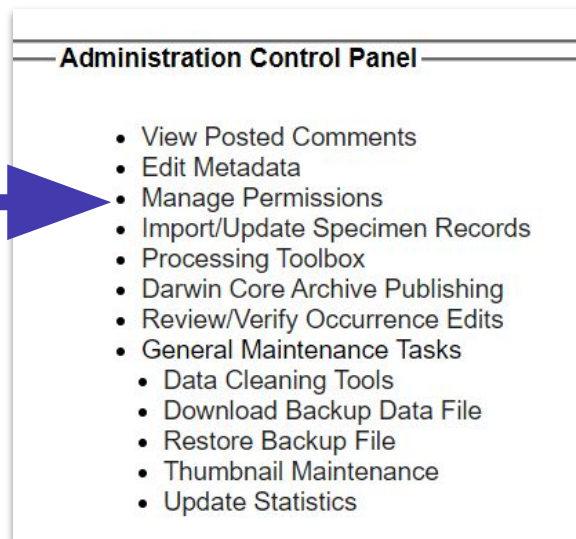 Administration Control Panel
• View Posted Comments
• Edit Metadata
• Manage Permissions
• Import/Update Specimen Records
• Processing Toolbox
• Darwin Core Archive Publishing
• Review/Verify Occurrence Edits
• General Maintenance Tasks
• Data Cleaning Tools
• Download Backup Data File
• Restore Backup File
• Thumbnail Maintenance
• Update Statistics